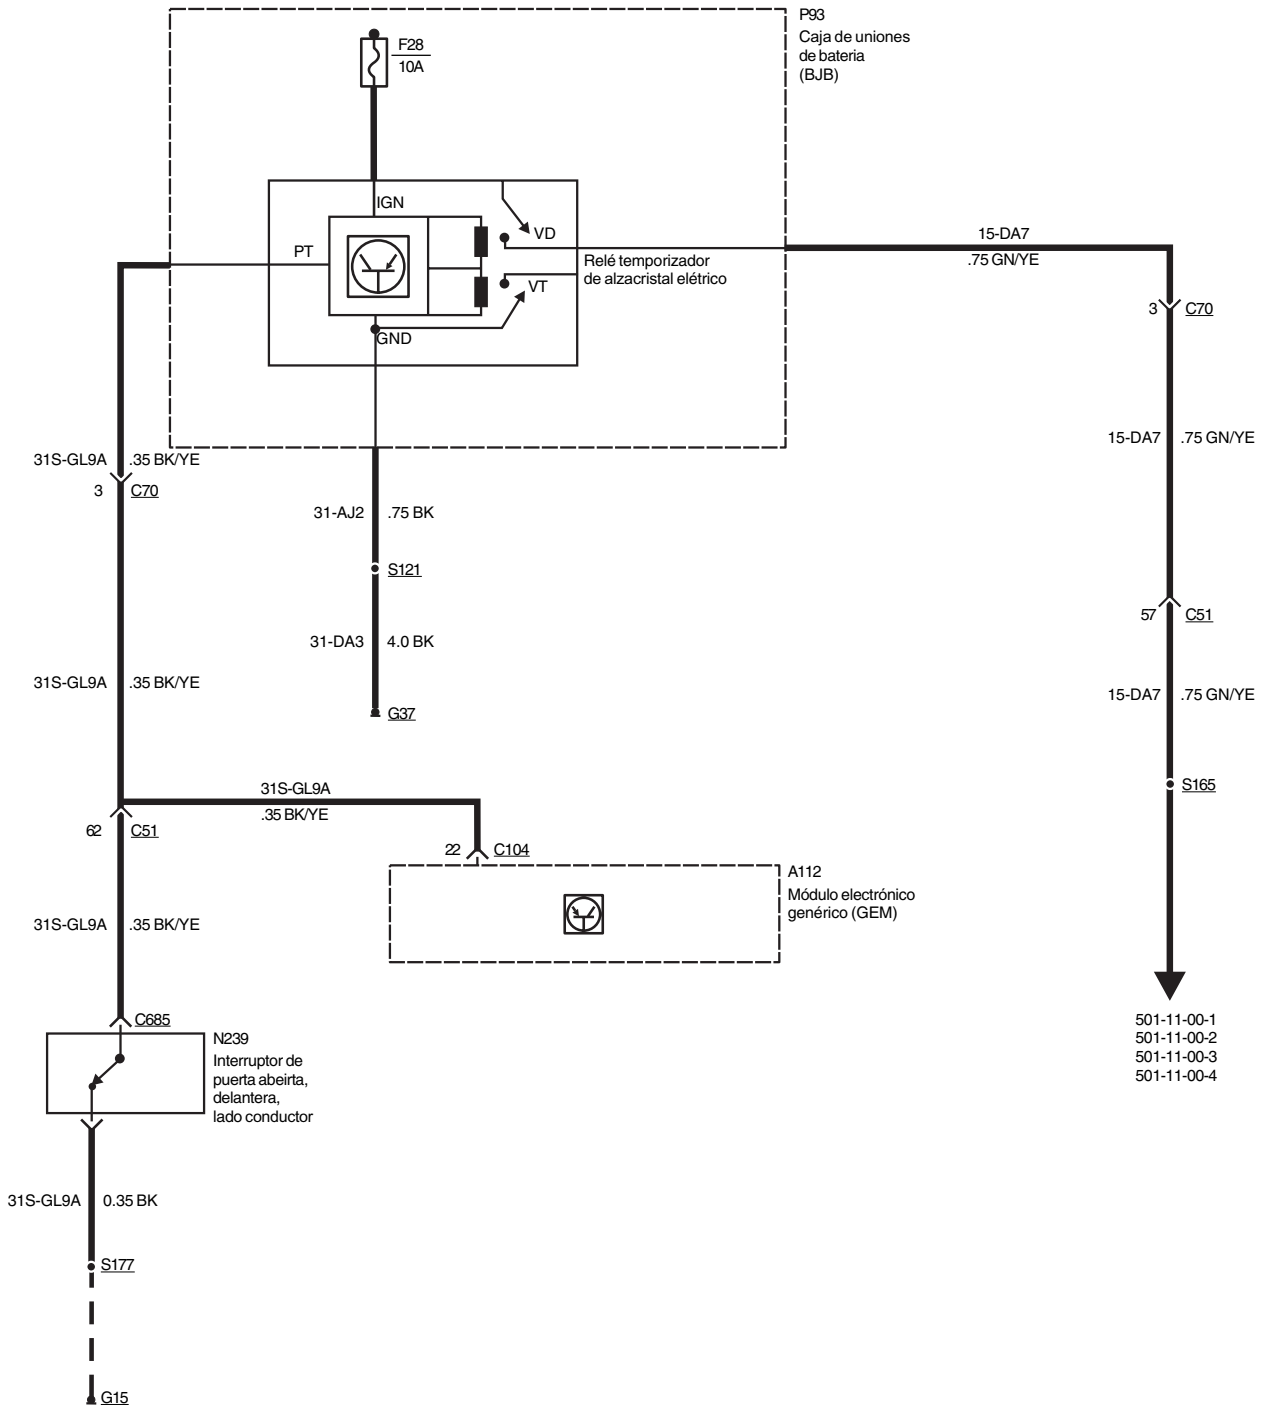 P93
Caja de uniones
de bateria
(BJB)
F28
10A
IGN
PT
VD
VT
GND
Relé temporizador
de alzacristal elétrico
15-DA7
.75 GN/YE
3 C70
15-DA7 .75 GN/YE
31S-GL9A .35 BK/YE
3 C70
31-AJ2 .75 BK
S121
57 C51
31-DA3 4.0 BK
31S-GL9A .35 BK/YE
15-DA7 .75 GN/YE
G37
S165
31S-GL9A
.35 BK/YE
62 C51
22 C104
A112
Módulo electrónico
genérico (GEM)
31S-GL9A .35 BK/YE
C685
N239
Interruptor de
puerta abeirta,
delantera,
lado conductor
501-11-00-1
501-11-00-2
501-11-00-3
501-11-00-4
31S-GL9A 0.35 BK
S177
G15